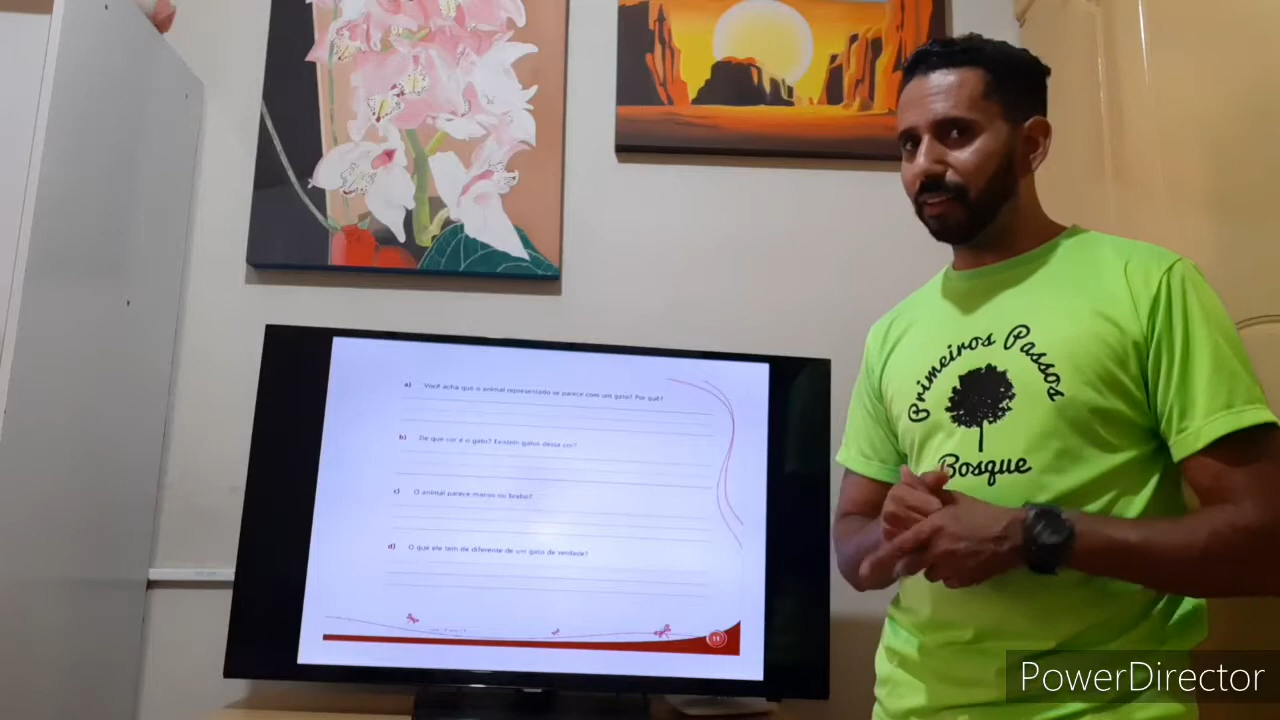 a) Você acha que o animal representado se parece com um gato? Por quê?
b) De que cor é o gato? Existem gatos dessa cor?
c) O animal parece manso ou brabo?
d) O que ele tem de diferente de um gato de verdade?
11
Primeiros Passos
Bosque
PowerDirector